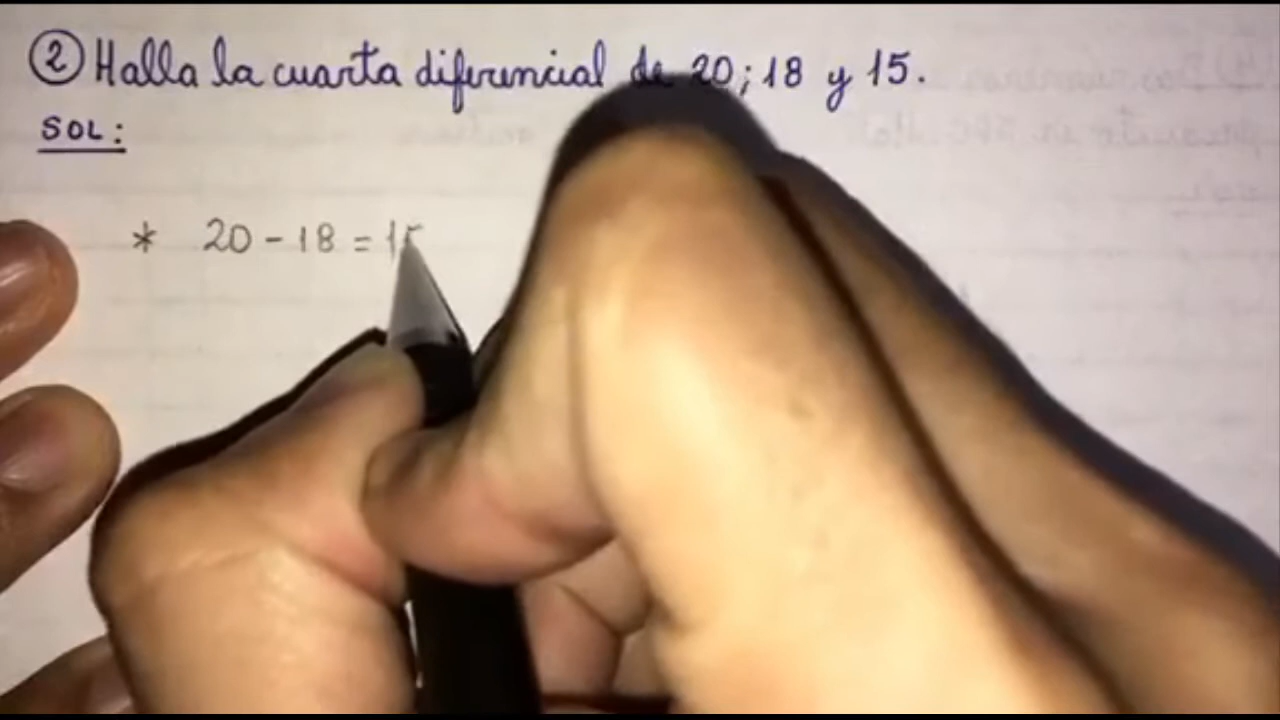 ② Halla la cuarta diferencial de 20; 18 y 15.
SOL:
* 20 - 18 = 15